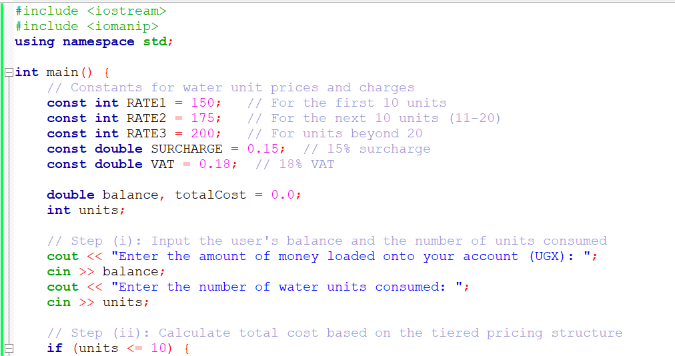 #include <iostream>
#include <iomanip>
using namespace std;
int main() {
// Constants for water unit prices and charges
const int RATE1 = 150;   // For the first 10 units
const int RATE2 = 175;   // For the next 10 units (11-20)
const int RATE3 = 200;   // For units beyond 20
const double SURCHARGE = 0.15;  // 15% surcharge
const double VAT = 0.18;  // 18% VAT
double balance, totalCost = 0.0;
int units;
// Step (i): Input the user's balance and the number of units consumed
cout << "Enter the amount of money loaded onto your account (UGX): ";
cin >> balance;
cout << "Enter the number of water units consumed: ";
cin >> units;
// Step (ii): Calculate total cost based on the tiered pricing structure
if (units <= 10) {